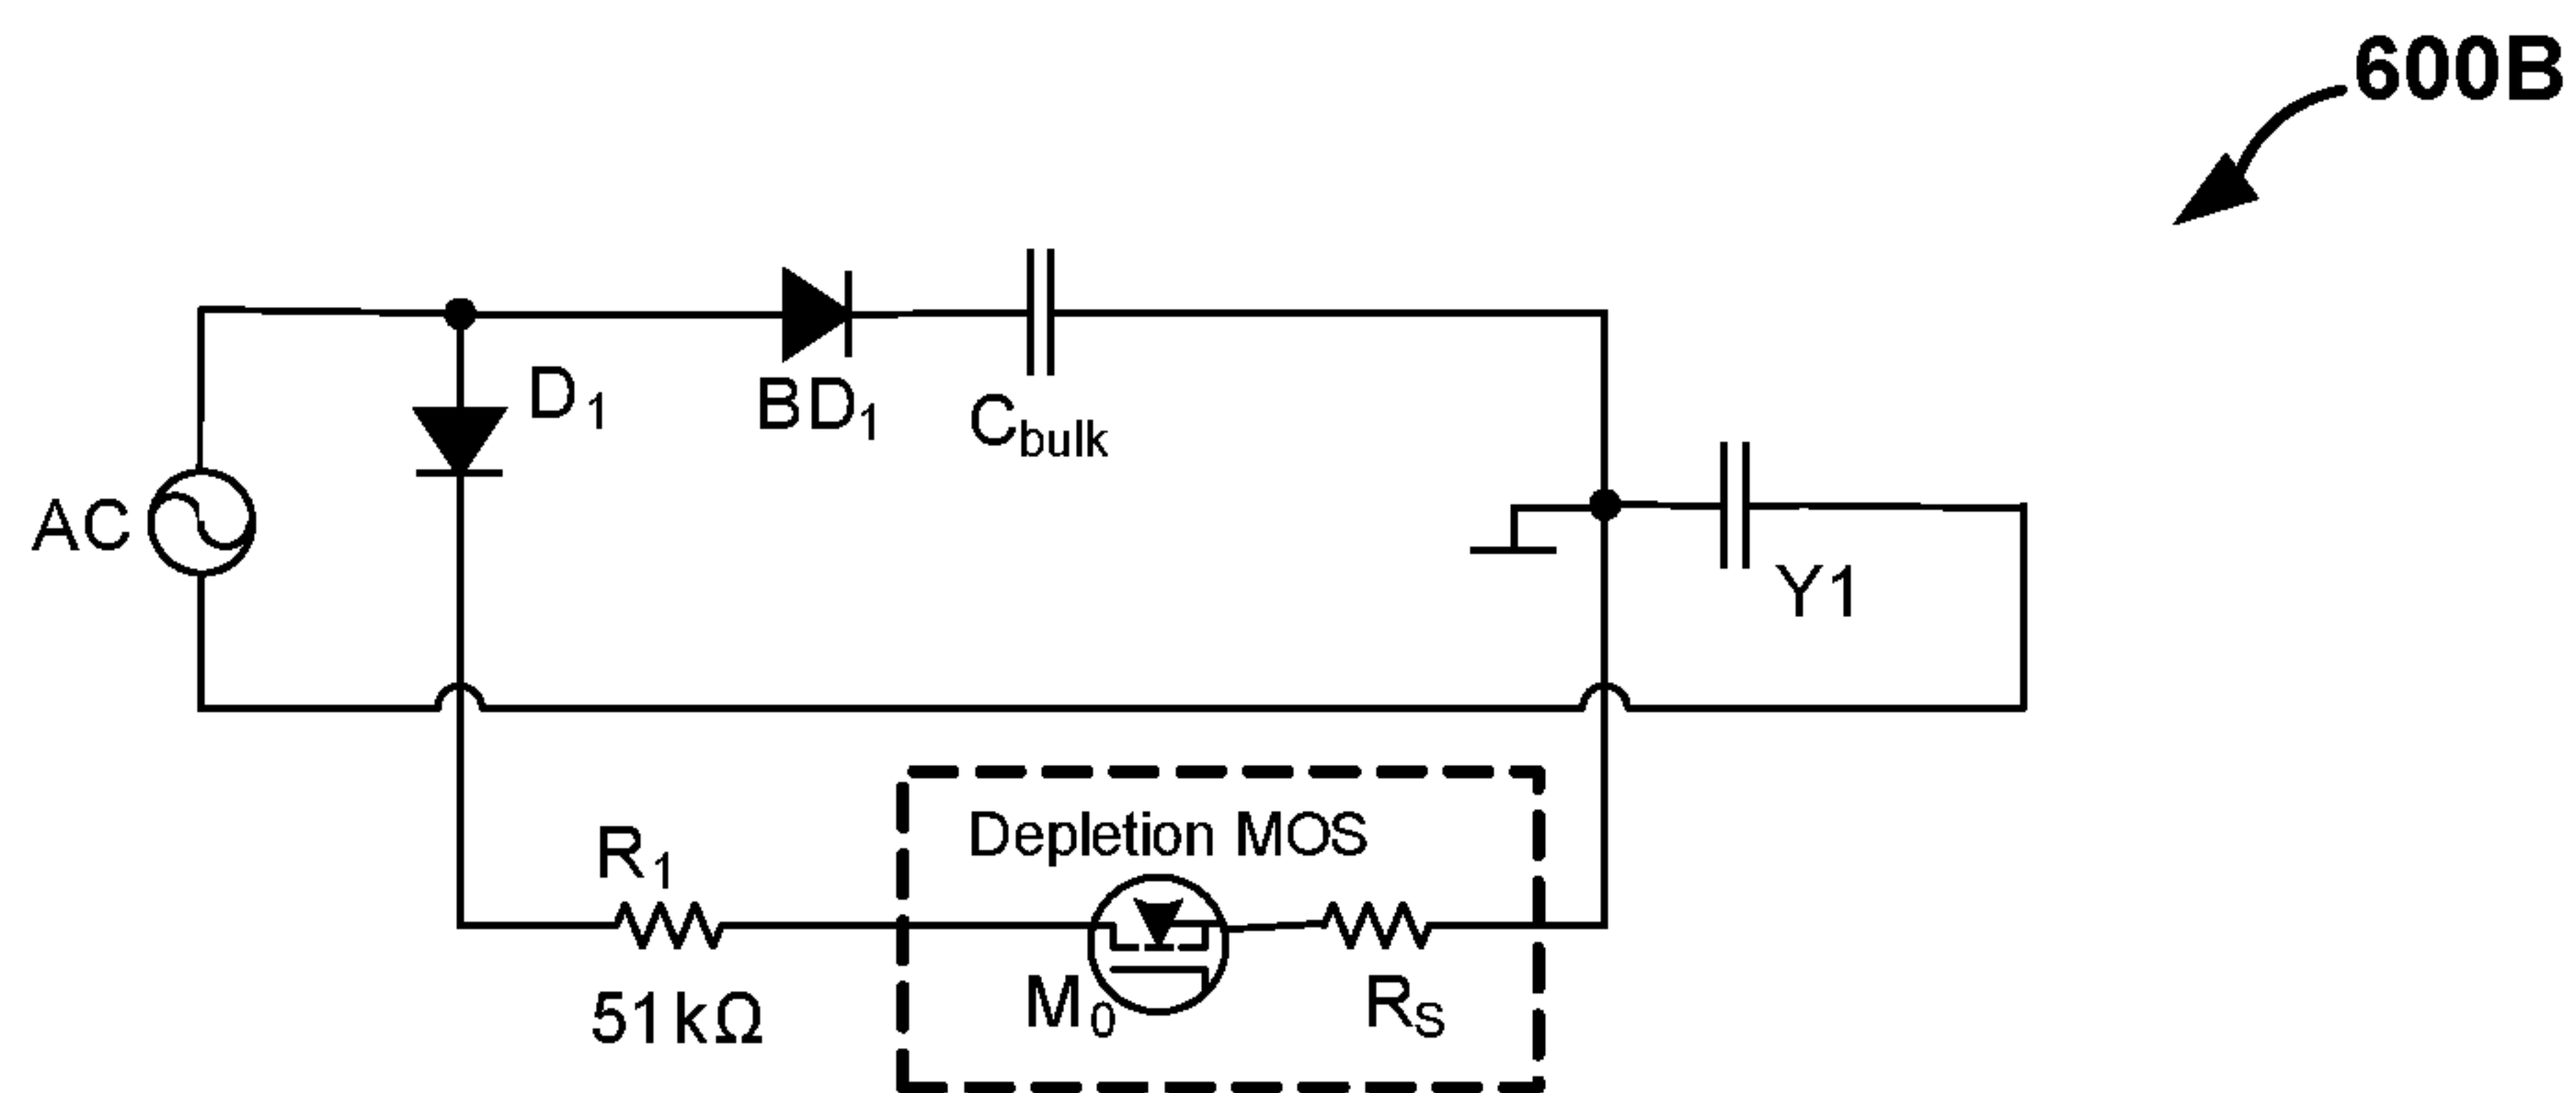 600B
D1
BD1
Cbulk
AC
Y1
Depletion MOS
R1
M0
RS
51kΩ